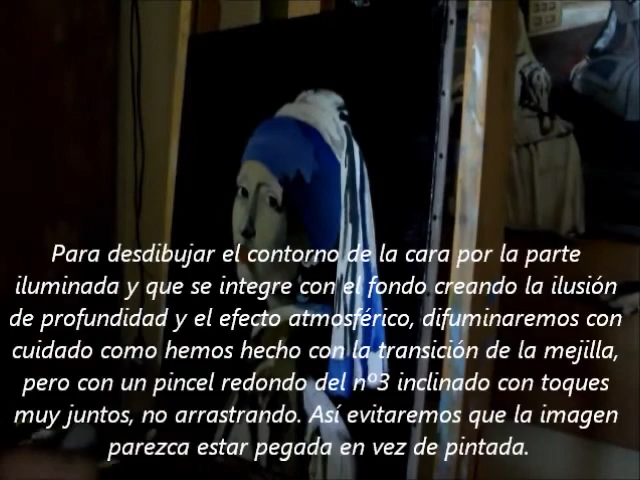 Para desdibujar el contorno de la cara por la parte
iluminada y que se integre con el fondo creando la ilusión
de profundidad y el efecto atmosférico, difuminaremos con
cuidado como hemos hecho con la transición de la mejilla,
pero con un pincel redondo del nº3 inclinado con toques
muy juntos, no arrastrando. Así evitaremos que la imagen
parezca estar pegada en vez de pintada.